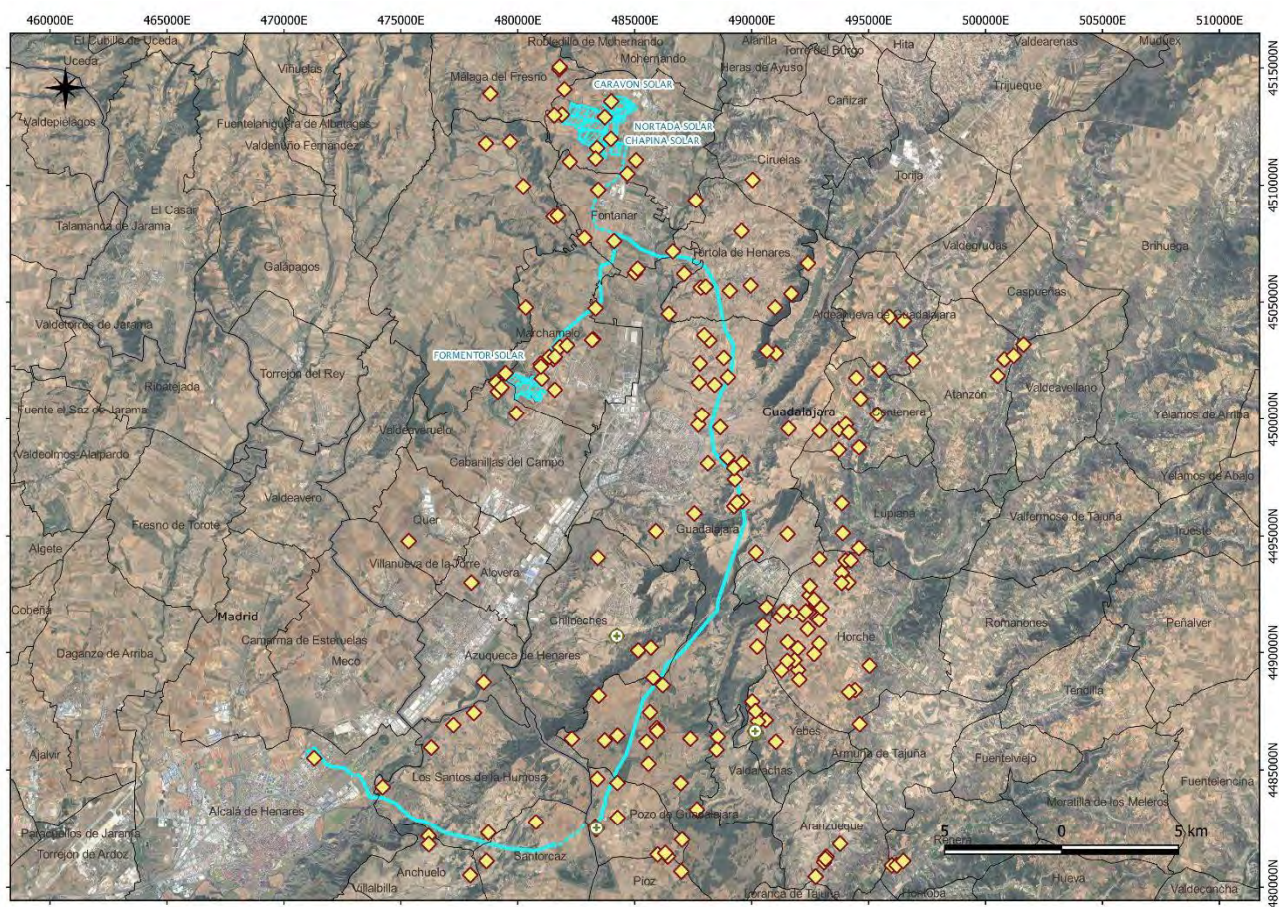 460000E 465000E 470000E 475000E 480000E 485000E 490000E 495000E 500000E 505000E 510000E
El Cubillo de Uceda
Uceda
Viñuelas
Robledillo de Mohernando
Mohernando
Málaga del Fresno
Alarilla
Torre del Burgo
Heras de Ayuso
Hita
Valdearenas
Muduex
Trijueque
Cañizar
4515000N
CARAVON SOLAR
NORTADA SOLAR
CHAPINA SOLAR
Valdepiélagos
Fuentelahiguera de Albatages
Valdenuño Fernández
Ciruelas
Torija
4510000N
El Casar
Talamanca de Jarama
Fontanar
Tórtola de Henares
Valdegrudas
Brihuega
Galápagos
Caspueñas
4505000N
Aldeanueva de Guadalajara
Valdetorres de Jarama
Marchamalo
FORMENTOR SOLAR
Torrejón del Rey
Ribatejada
Valdeavellano
Atanzón
Fuente el Saz de Jarama
Guadalajara
Centenera
Yélamos de Arriba
4500000N
Valdeaveruelo
Valdeolmos-Alalpardo
Cabanillas del Campo
Yélamos de Abajo
Valdeavero
Quer
Lupiana
Valfermoso de Tajuña
Fresno de Torote
Guadalajara
Irueste
Algete
4495000N
Villanueva de la Torre
Alovera
Cobeña
Madrid
Chiloeches
Romanones
Peñalver
Camarma de Esteruelas
Horche
Daganzo de Arriba
Meco
Azuqueca de Henares
4490000N
Tendilla
Yebes
Armuña de Tajuña
Ajalvir
Fuentelviejo
Valdarachas
Los Santos de la Humosa
Fuentelencina
4485000N
Moratilla de los Meleros
Alcalá de Henares
Pozo de Guadalajara
Aranzueque
Paracuellos de Jarama
Renera
5 0 5 km
Torrejón de Ardoz
Santorcaz
Anchuelo
Pioz
Hueva
Villalbilla
Loranca de Tajuña
Hontoba
Valdeconcha
4480000N